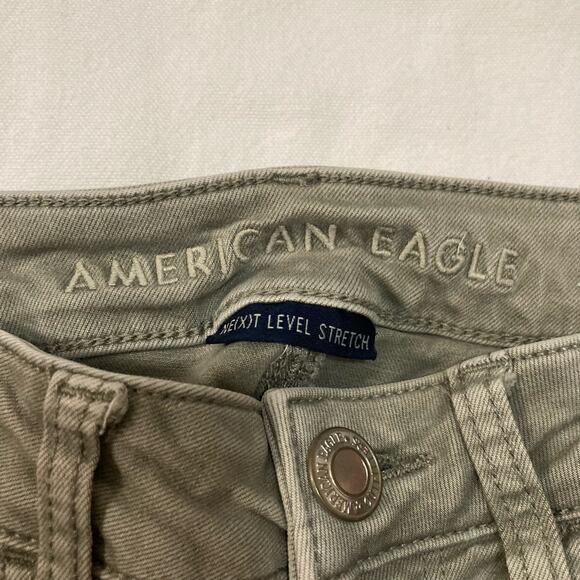 AMERICAN EAGLE
NE(X)T LEVEL STRETCH